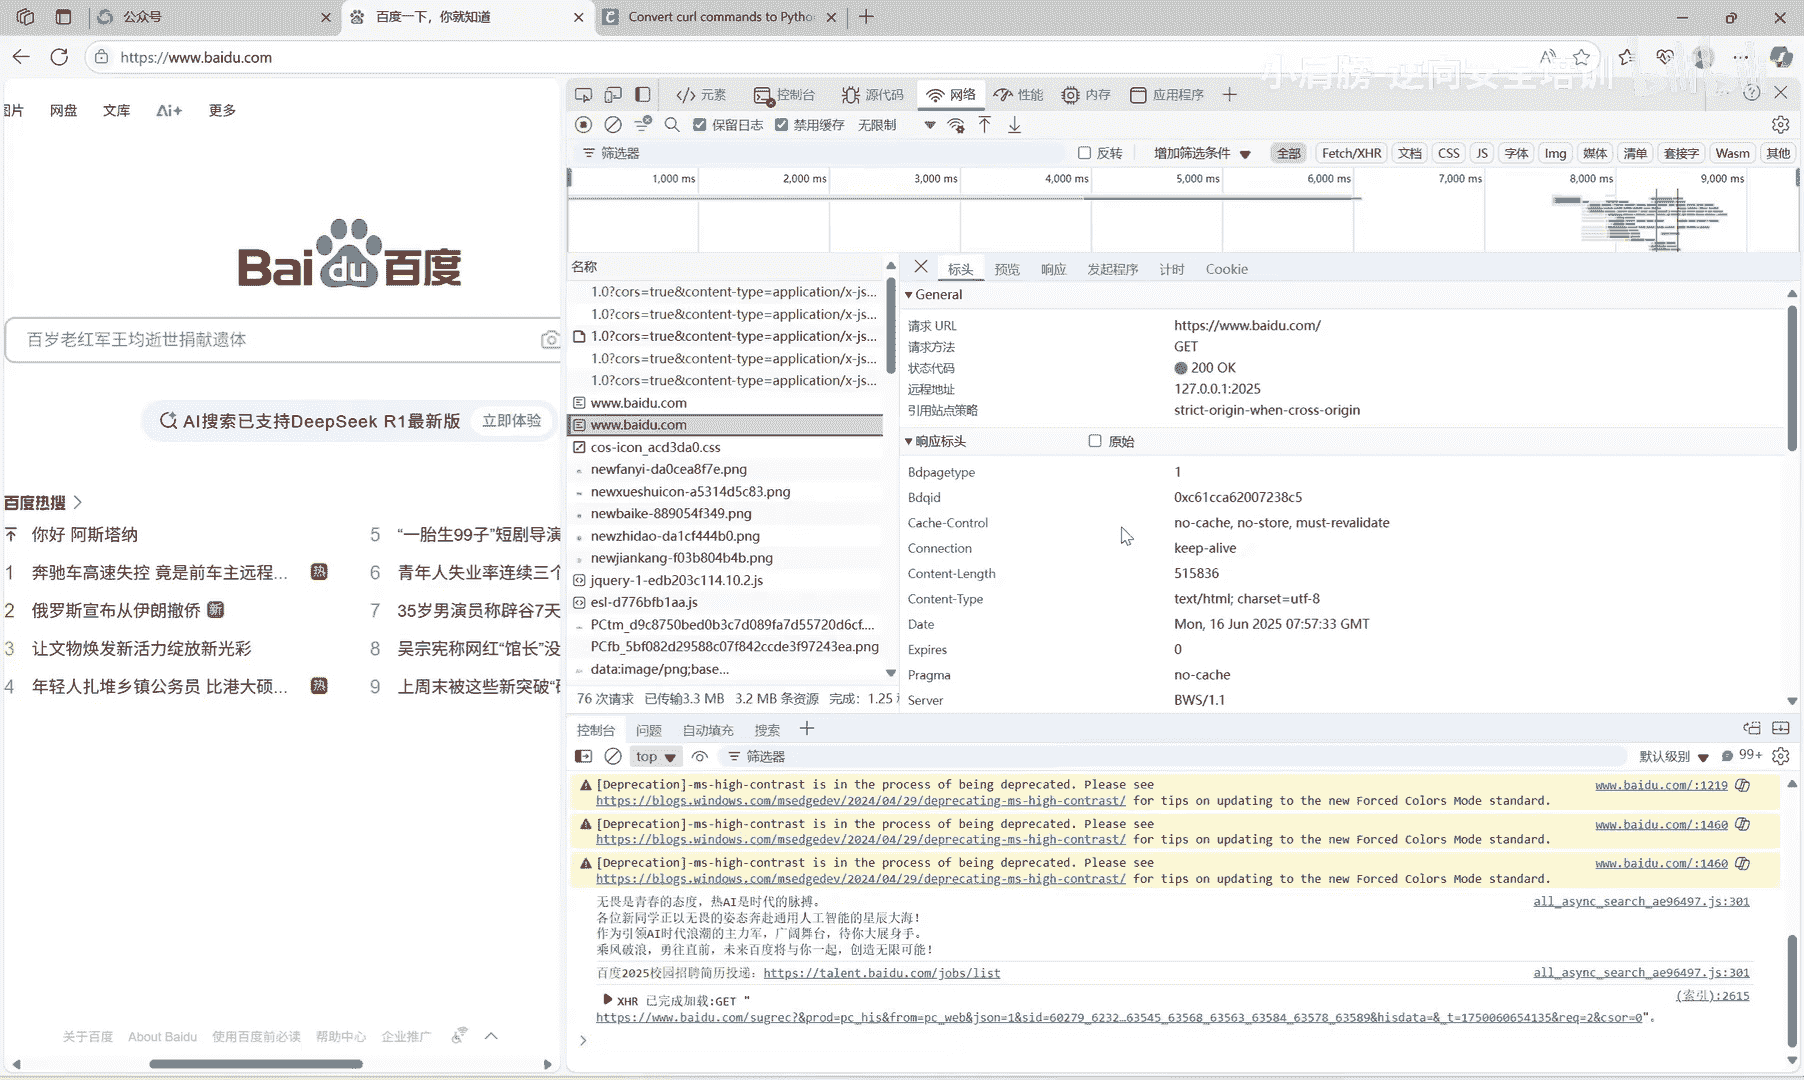 公众号
百度一下，你就知道
Convert curl commands to Pytho
https://www.baidu.com
小肩膀-逆向安全培训
bilibili
图片 网盘 文库 Ai+ 更多
元素 控制台 源代码 网络 性能 内存 应用程序
保留日志 禁用缓存 无限制
筛选器 反转 增加筛选条件 全部 Fetch/XHR 文档 CSS JS 字体 Img 媒体 清单 套接字 Wasm 其他
1,000 ms 2,000 ms 3,000 ms 4,000 ms 5,000 ms 6,000 ms 7,000 ms 8,000 ms 9,000 ms
Bai du 百度
百岁老红军王均逝世捐献遗体
AI搜索已支持DeepSeek R1最新版 立即体验
百度热搜
你好 阿斯塔纳
1 奔驰车高速失控 竟是前车主远程... 热
2 俄罗斯宣布从伊朗撤侨 新
3 让文物焕发新活力绽放新光彩
4 年轻人扎堆乡镇公务员 比港大硕... 热
5 “一胎生99子”短剧导演
6 青年人失业率连续三个
7 35岁男演员称辟谷7天
8 吴宗宪称网红“馆长”没
9 上周末被这些新突破“
关于百度 About Baidu 使用百度前必读 帮助中心 企业推广
名称
1.0?cors=true&content-type=application/x-js...
1.0?cors=true&content-type=application/x-js...
1.0?cors=true&content-type=application/x-js...
1.0?cors=true&content-type=application/x-js...
1.0?cors=true&content-type=application/x-js...
www.baidu.com
www.baidu.com
cos-icon_acd3da0.css
newfanyi-da0cea8f7e.png
newxueshuicon-a5314d5c83.png
newbaike-889054f349.png
newzhidao-da1cf444b0.png
newjiankang-f03b804b4b.png
jquery-1-edb203c114.10.2.js
esl-d776bfb1aa.js
PCtm_d9c8750bed0b3c7d089fa7d55720d6cf....
PCfb_5bf082d29588c07f842ccde3f97243ea.png
data:image/png;base...
76 次请求 已传输3.3 MB 3.2 MB 条资源 完成: 1.25
标头 预览 响应 发起程序 计时 Cookie
General
请求 URL https://www.baidu.com/
请求方法 GET
状态代码 200 OK
远程地址 127.0.0.1:2025
引用站点策略 strict-origin-when-cross-origin
响应标头 原始
Bdpagetype 1
Bdqid 0xc61cca62007238c5
Cache-Control no-cache, no-store, must-revalidate
Connection keep-alive
Content-Length 515836
Content-Type text/html; charset=utf-8
Date Mon, 16 Jun 2025 07:57:33 GMT
Expires 0
Pragma no-cache
Server BWS/1.1
控制台 问题 自动填充 搜索
top 筛选器 默认级别 99+
[Deprecation]-ms-high-contrast is in the process of being deprecated. Please see www.baidu.com/:1219
https://blogs.windows.com/msedgedev/2024/04/29/deprecating-ms-high-contrast/ for tips on updating to the new Forced Colors Mode standard.
[Deprecation]-ms-high-contrast is in the process of being deprecated. Please see www.baidu.com/:1460
https://blogs.windows.com/msedgedev/2024/04/29/deprecating-ms-high-contrast/ for tips on updating to the new Forced Colors Mode standard.
[Deprecation]-ms-high-contrast is in the process of being deprecated. Please see www.baidu.com/:1460
https://blogs.windows.com/msedgedev/2024/04/29/deprecating-ms-high-contrast/ for tips on updating to the new Forced Colors Mode standard.
无畏是青春的态度，热AI是时代的脉搏。 all_async_search_ae96497.js:301
各位新同学正以无畏的姿态奔赴通用人工智能的星辰大海！
作为引领AI时代浪潮的主力军，广阔舞台，待你大展身手。
乘风破浪，勇往直前，未来百度将与你一起，创造无限可能！
百度2025校园招聘简历投递：https://talent.baidu.com/jobs/list all_async_search_ae96497.js:301
XHR 已完成加载:GET " (索引):2615
https://www.baidu.com/sugrec?&prod=pc_his&from=pc_web&json=1&sid=60279_6232…63545_63568_63563_63584_63578_63589&hisdata=&_t=1750060654135&req=2&csor=0"。